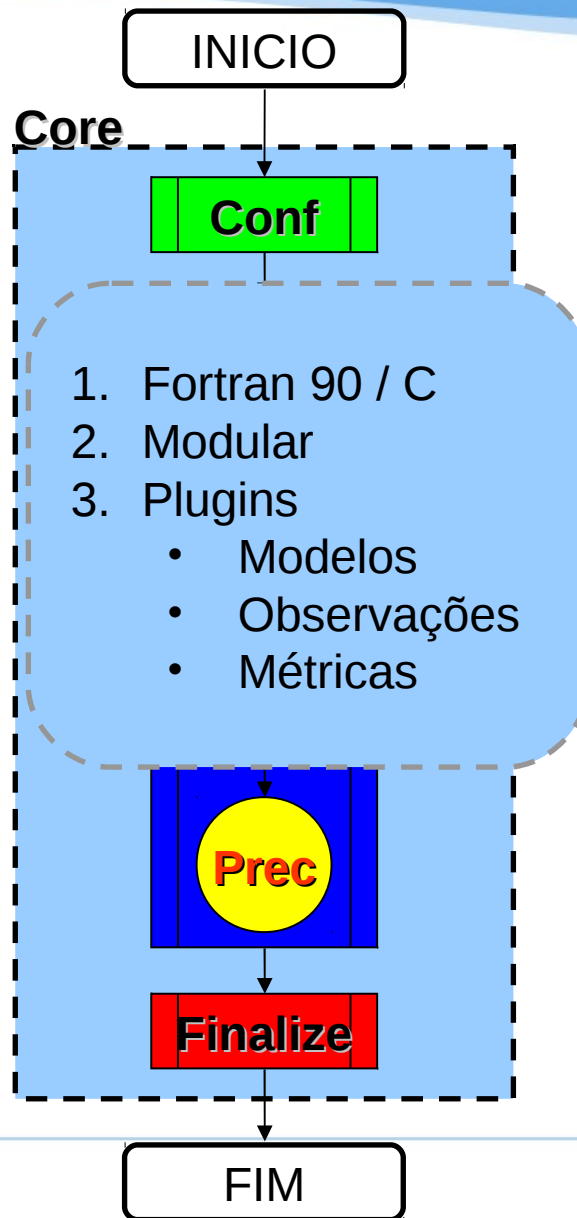 INICIO
Core
Conf
1. Fortran 90 / C
2. Modular
3. Plugins
• Modelos
• Observações
• Métricas
Prec
Finalize
FIM